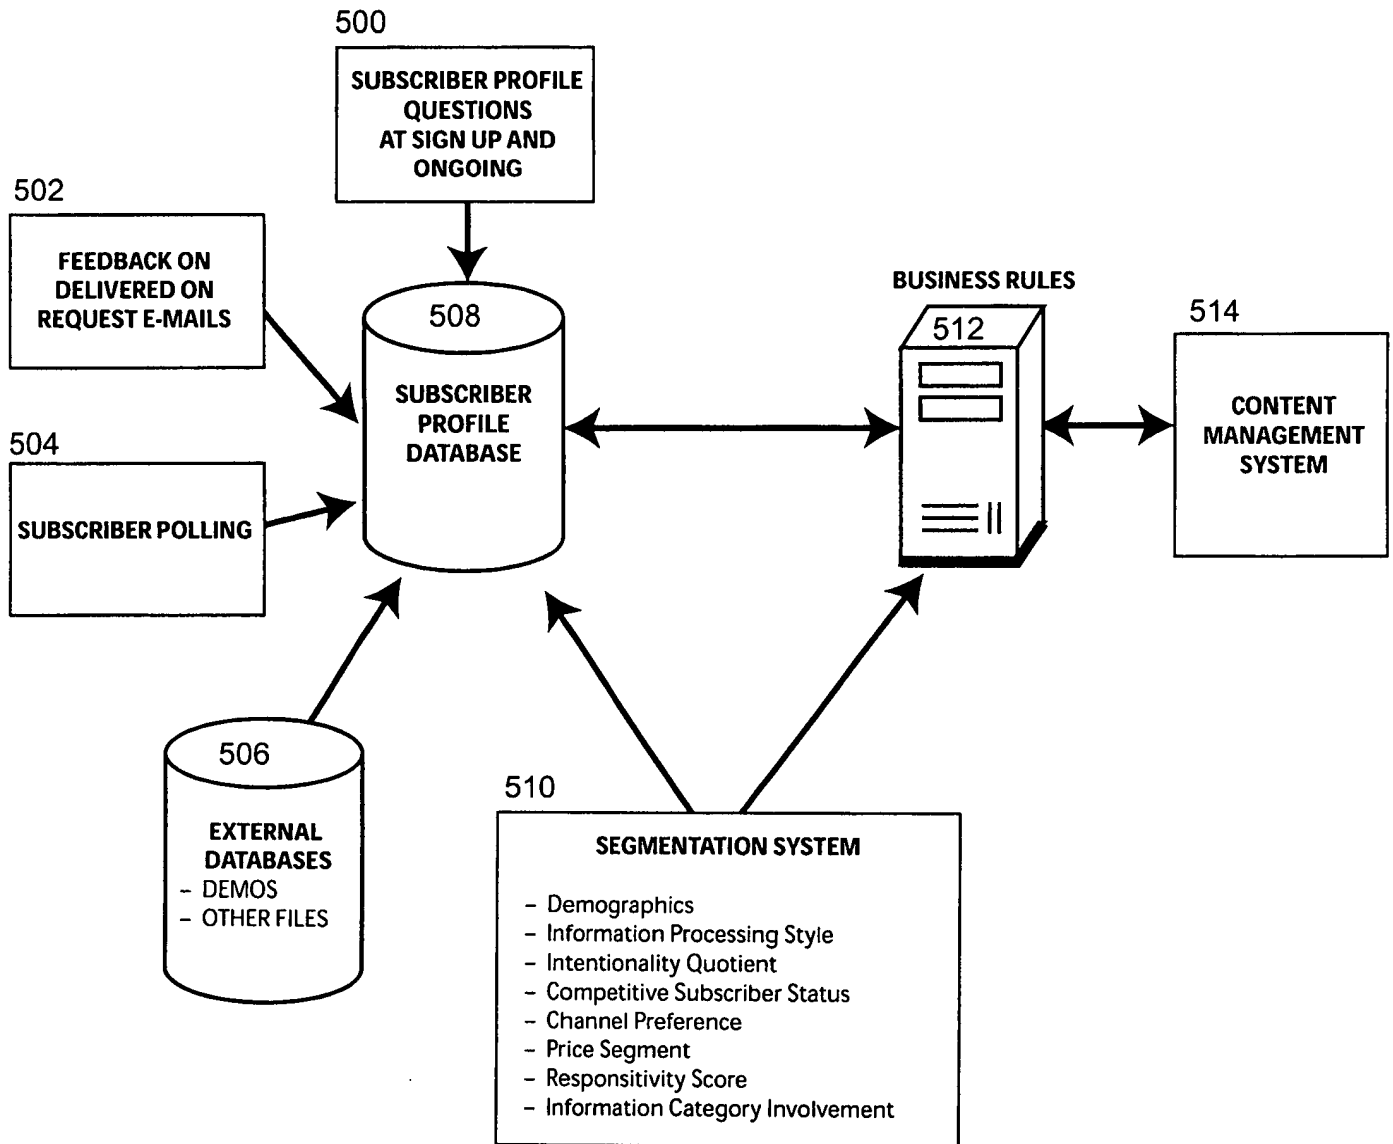 500
SUBSCRIBER PROFILE
QUESTIONS
AT SIGN UP AND
ONGOING
502
FEEDBACK ON
DELIVERED ON
REQUEST E-MAILS
504
SUBSCRIBER POLLING
508
SUBSCRIBER
PROFILE
DATABASE
BUSINESS RULES
512
514
CONTENT
MANAGEMENT
SYSTEM
506
EXTERNAL
DATABASES
– DEMOS
– OTHER FILES
510
SEGMENTATION SYSTEM
– Demographics
– Information Processing Style
– Intentionality Quotient
– Competitive Subscriber Status
– Channel Preference
– Price Segment
– Responsitivity Score
– Information Category Involvement